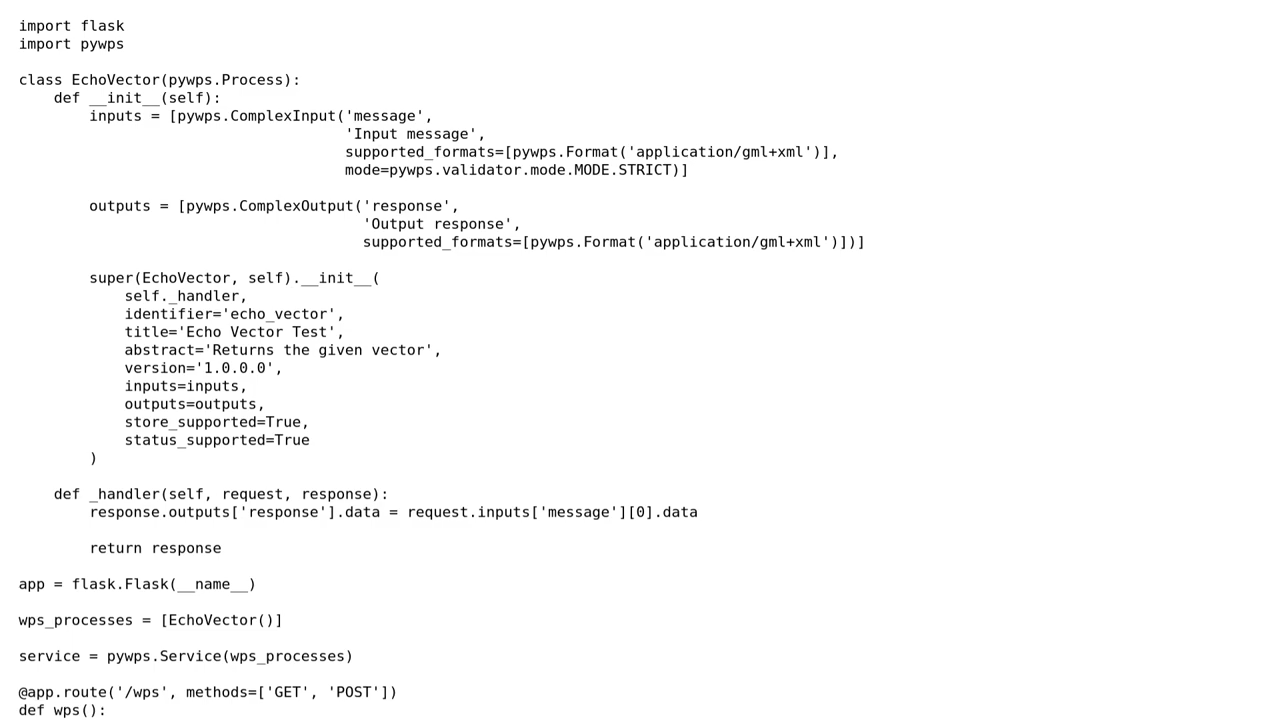 import flask
import pywps

class EchoVector(pywps.Process):
    def __init__(self):
        inputs = [pywps.ComplexInput('message',
                                     'Input message',
                                     supported_formats=[pywps.Format('application/gml+xml')],
                                     mode=pywps.validator.mode.MODE.STRICT)]

        outputs = [pywps.ComplexOutput('response',
                                       'Output response',
                                       supported_formats=[pywps.Format('application/gml+xml')])]

        super(EchoVector, self).__init__(
            self._handler,
            identifier='echo_vector',
            title='Echo Vector Test',
            abstract='Returns the given vector',
            version='1.0.0.0',
            inputs=inputs,
            outputs=outputs,
            store_supported=True,
            status_supported=True
        )

    def _handler(self, request, response):
        response.outputs['response'].data = request.inputs['message'][0].data

        return response

app = flask.Flask(__name__)

wps_processes = [EchoVector()]

service = pywps.Service(wps_processes)

@app.route('/wps', methods=['GET', 'POST'])
def wps():